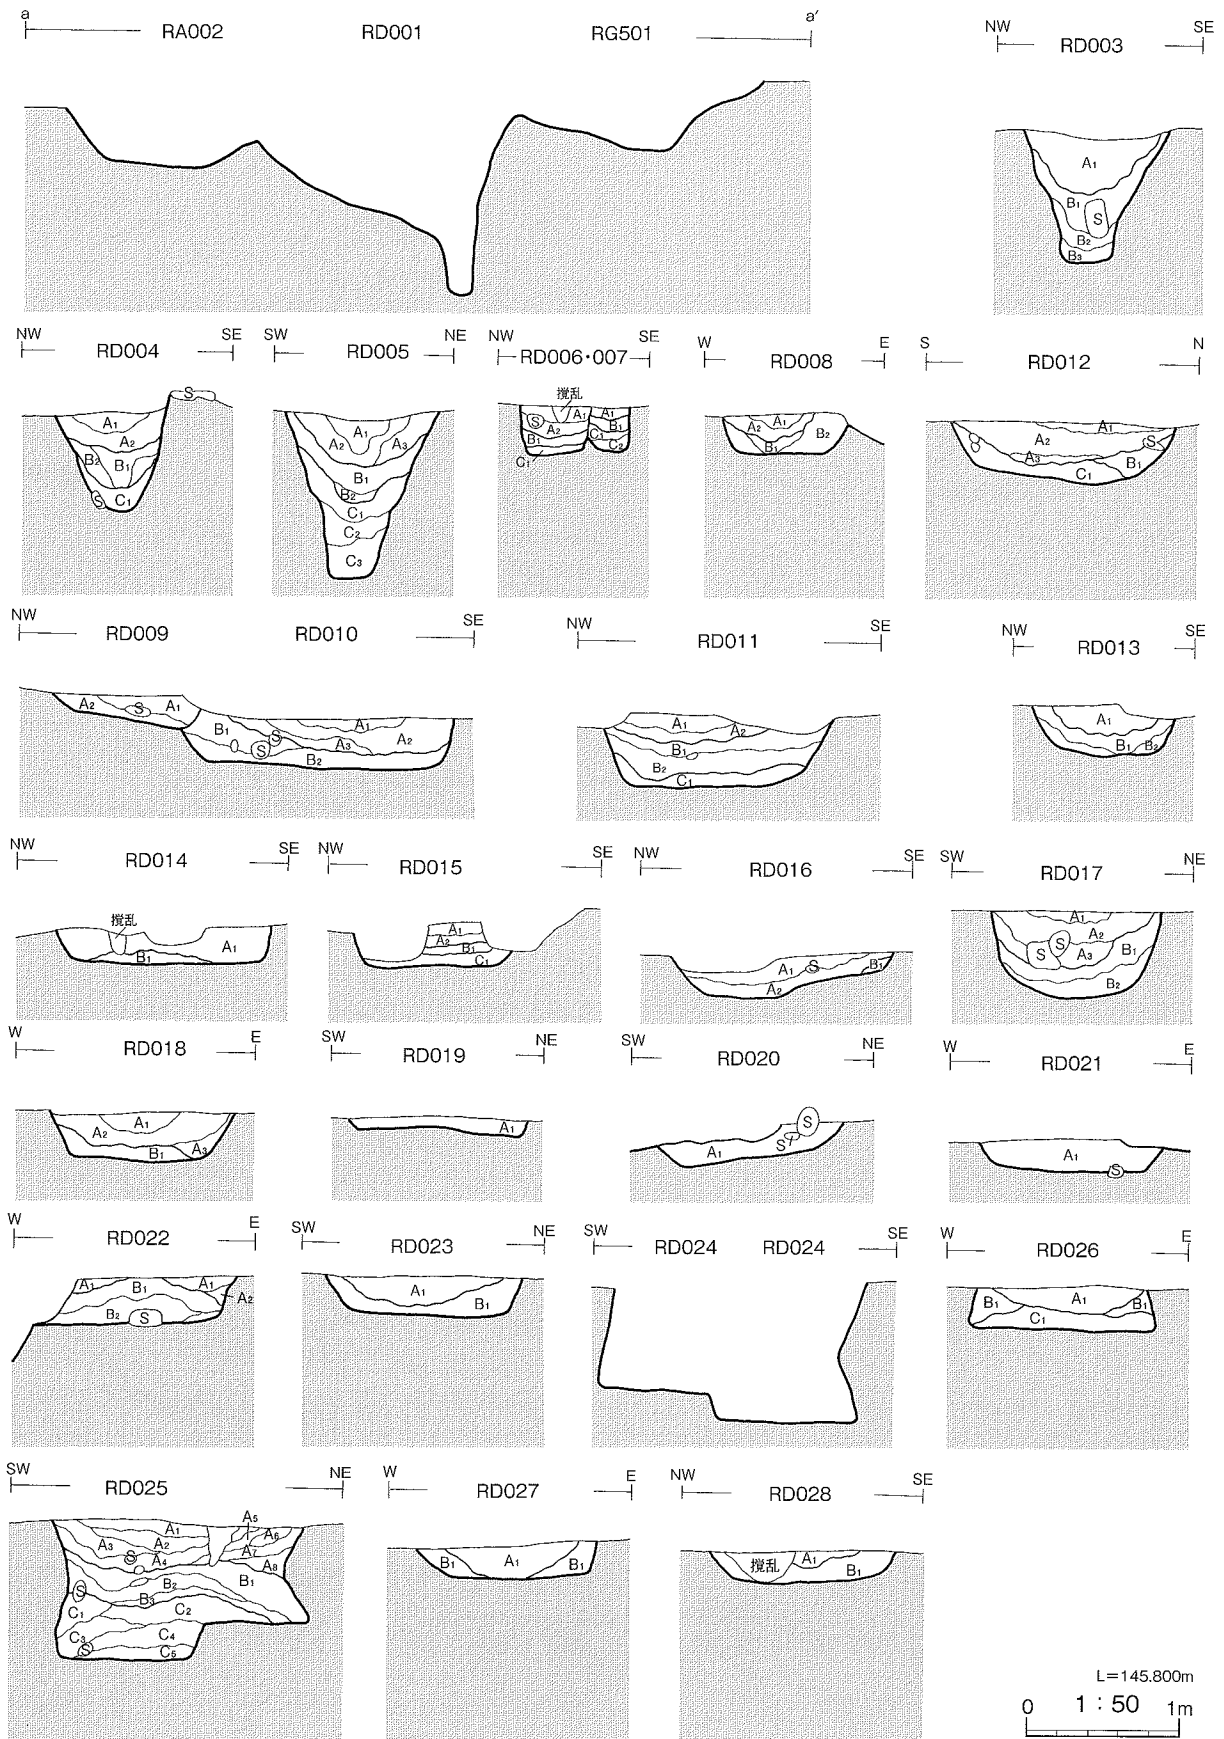 a RA002 RD001 RG501 a′
NW RD003 SE
A1
B1
S
B2
B3
NW RD004 SE
S
A1
A2
B2 B1
S C1
SW RD005 NE
A1
A2 A3
B1
B2
C1
C2
C3
NW RD006・007 SE
攪乱
S A1 A1
A2 B1
B1 C1 C2
C1
W RD008 E
A2 A1
B1 B2
S RD012 N
A1
A2 S
A3 B1
C1
NW RD009 RD010 SE
A2 S A1
B1 S A1
S A3 A2
B2
NW RD011 SE
A1
A2
B1
B2
C1
NW RD013 SE
A1
B1 B2
NW RD014 SE
攪乱
A1
B1
NW RD015 SE
A1
A2 B1
C1
NW RD016 SE
A1 S B1
A2
SW RD017 NE
A1
A2
S S A3 B1
B2
W RD018 E
A1
A2
B1 A3
SW RD019 NE
A1
SW RD020 NE
S
A1 S
W RD021 E
A1
S
W RD022 E
A1 B1 A1
A2
B2 S
SW RD023 NE
A1
B1
SW RD024 RD024 SE
W RD026 E
B1 A1 B1
C1
SW RD025 NE
A5
A1 A6
A3 A2 A7
S A4 A8
B2 B1
S B3
C1 C2
C3 C4
S C5
W RD027 E
B1 A1 B1
NW RD028 SE
攪乱 A1 B1
L=145.800m
0 1：50 1m